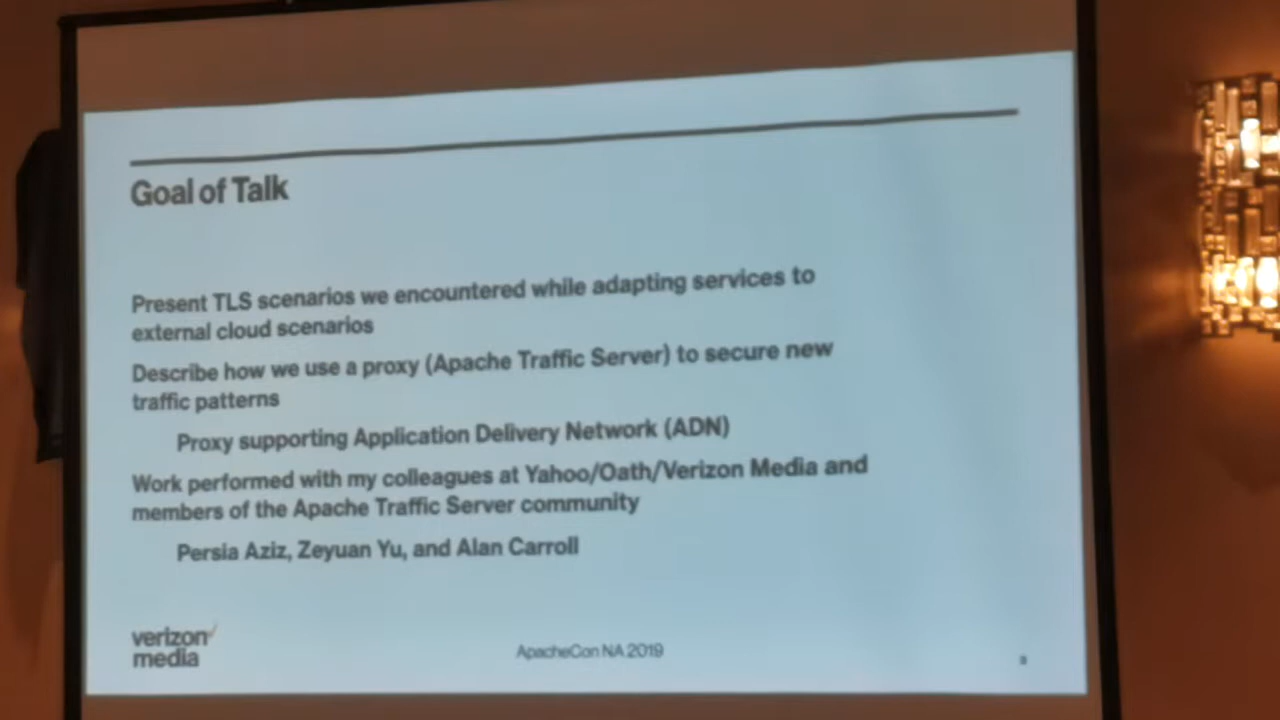 Goal of Talk
Present TLS scenarios we encountered while adapting services to
external cloud scenarios
Describe how we use a proxy (Apache Traffic Server) to secure new
traffic patterns
Proxy supporting Application Delivery Network (ADN)
Work performed with my colleagues at Yahoo/Oath/Verizon Media and
members of the Apache Traffic Server community
Persia Aziz, Zeyuan Yu, and Alan Carroll
verizon
media
ApacheCon NA 2019